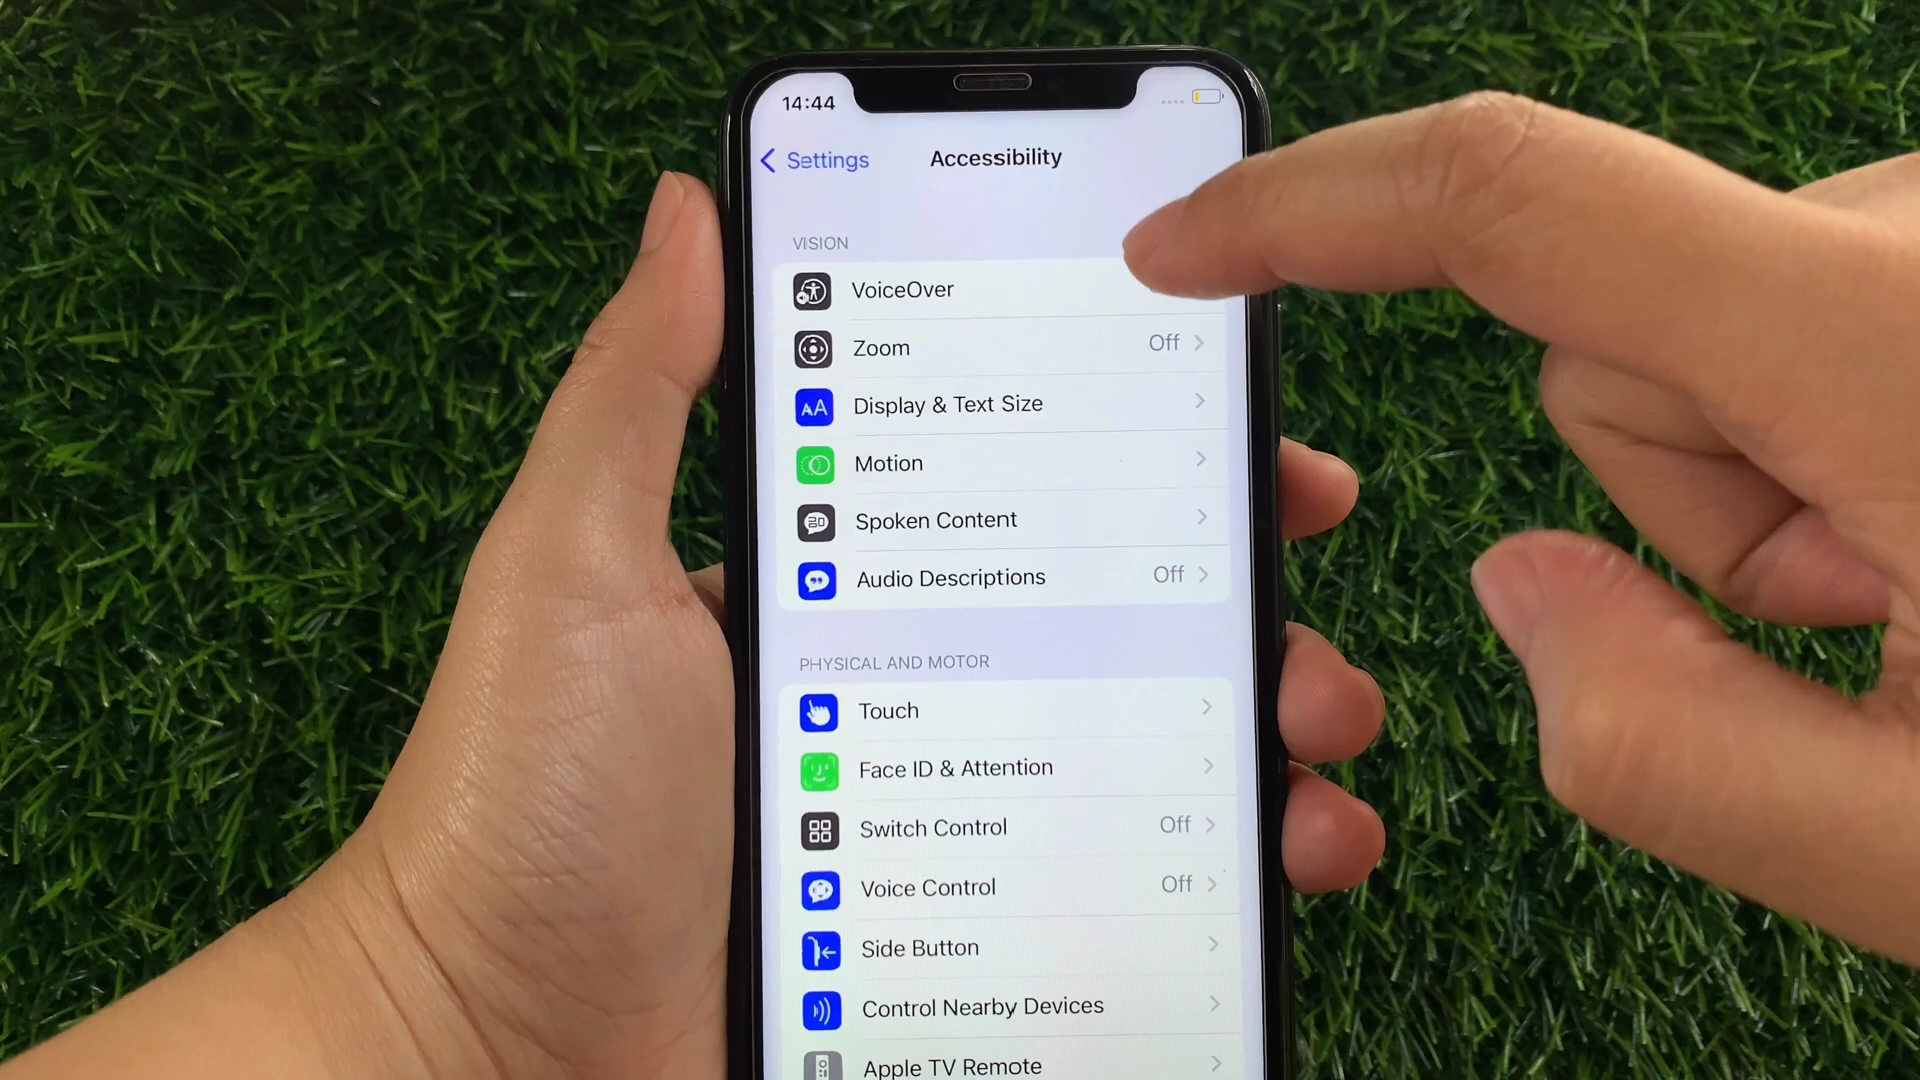 14:44
Settings
Accessibility
VISION
VoiceOver
Zoom Off
AA Display & Text Size
Motion
Spoken Content
Audio Descriptions Off
PHYSICAL AND MOTOR
Touch
Face ID & Attention
Switch Control Off
Voice Control Off
Side Button
Control Nearby Devices
Apple TV Remote